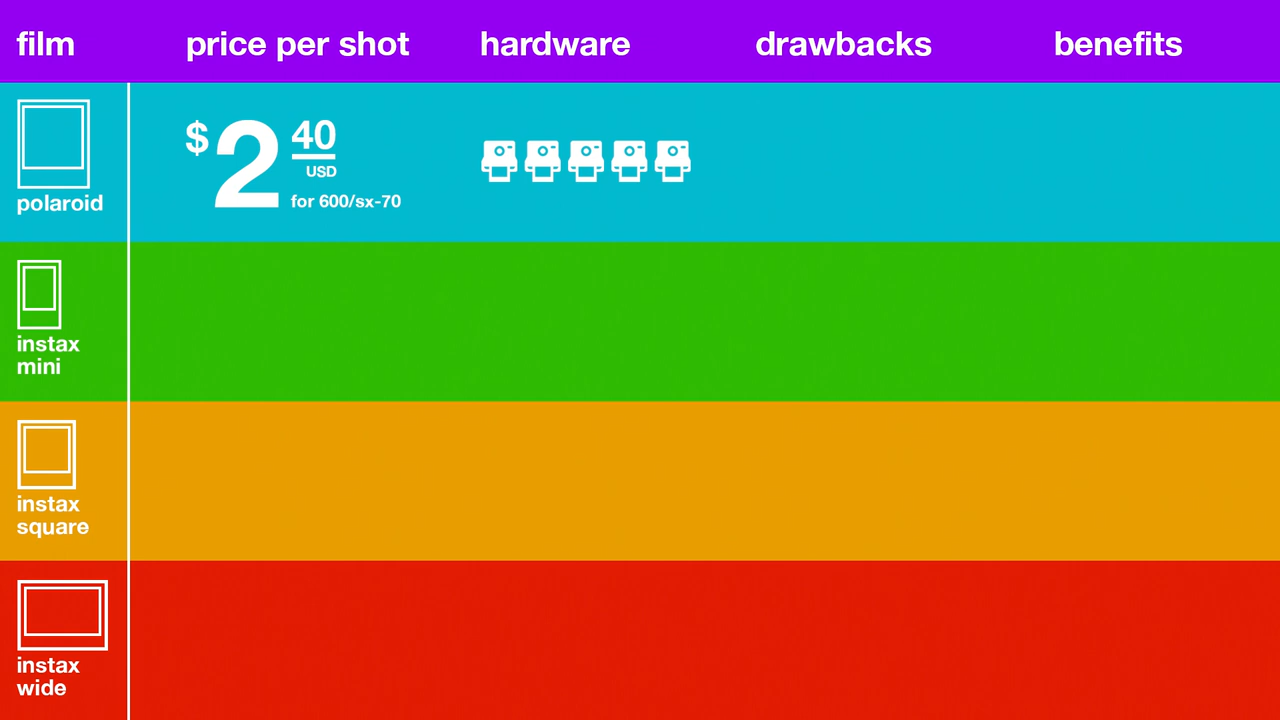 film price per shot hardware drawbacks benefits
$2 40
USD
for 600/sx-70
polaroid
instax
mini
instax
square
instax
wide